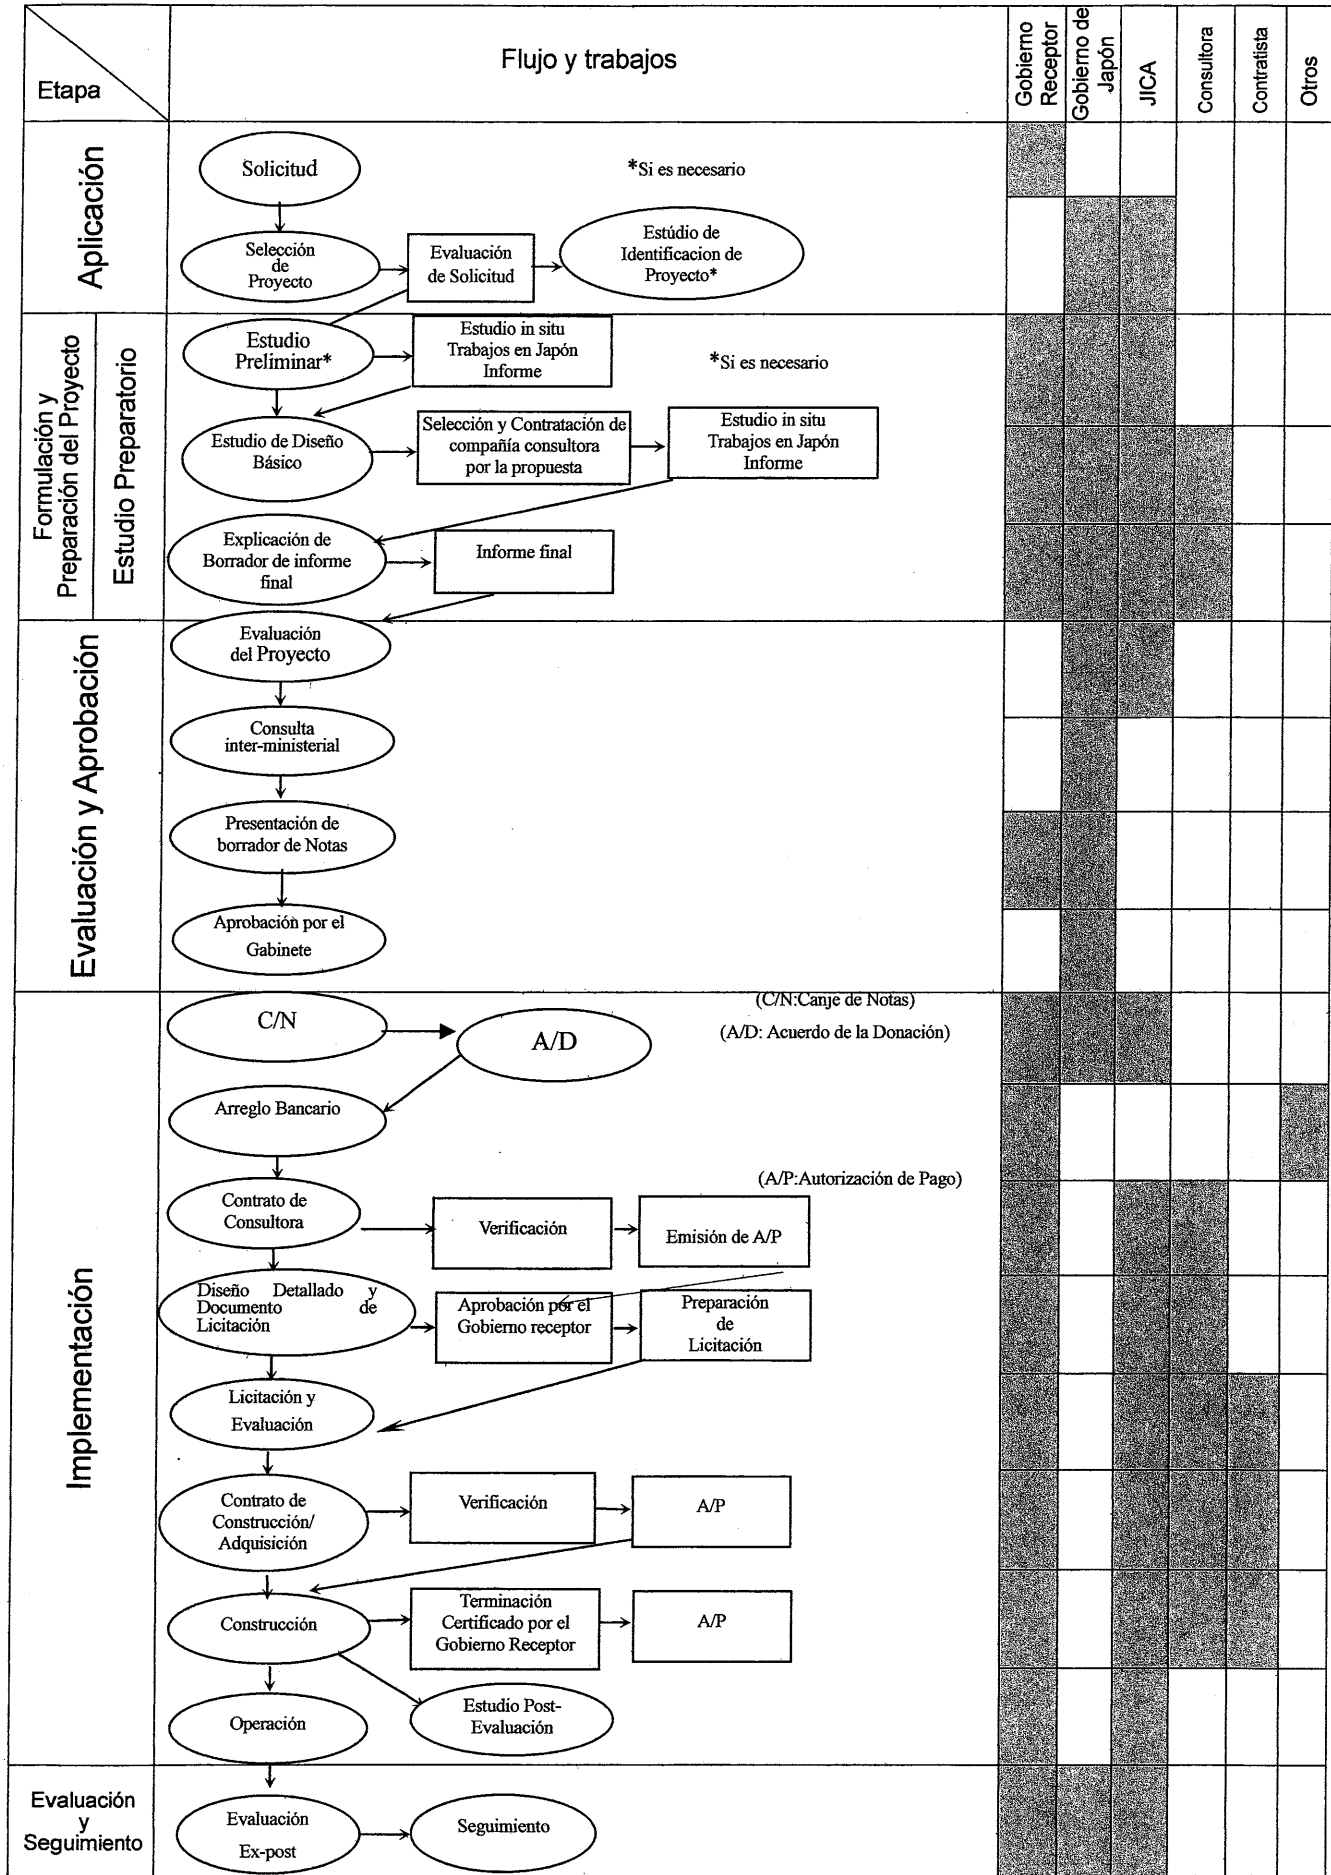 Etapa
Flujo y trabajos
Gobierno
Receptor
Gobierno de
Japón
JICA
Consultora
Contratista
Otros
Aplicación
Solicitud
*Si es necesario
Selección
de
Proyecto
Evaluación
de Solicitud
Estúdio de
Identificacion de
Proyecto*
Formulación y
Preparación del Proyecto
Estudio Preparatorio
Estudio
Preliminar*
Estudio in situ
Trabajos en Japón
Informe
*Si es necesario
Estudio de Diseño
Básico
Selección y Contratación de
compañía consultora
por la propuesta
Estudio in situ
Trabajos en Japón
Informe
Explicación de
Borrador de informe
final
Informe final
Evaluación y Aprobación
Evaluación
del Proyecto
Consulta
inter-ministerial
Presentación de
borrador de Notas
Aprobación por el
Gabinete
Implementación
C/N
A/D
(C/N:Canje de Notas)
(A/D: Acuerdo de la Donación)
Arreglo Bancario
(A/P:Autorización de Pago)
Contrato de
Consultora
Verificación
Emisión de A/P
Diseño Detallado y
Documento de
Licitación
Aprobación por el
Gobierno receptor
Preparación
de
Licitación
Licitación y
Evaluación
Contrato de
Construcción/
Adquisición
Verificación
A/P
Construcción
Terminación
Certificado por el
Gobierno Receptor
A/P
Operación
Estudio Post-
Evaluación
Evaluación
y
Seguimiento
Evaluación
Ex-post
Seguimiento